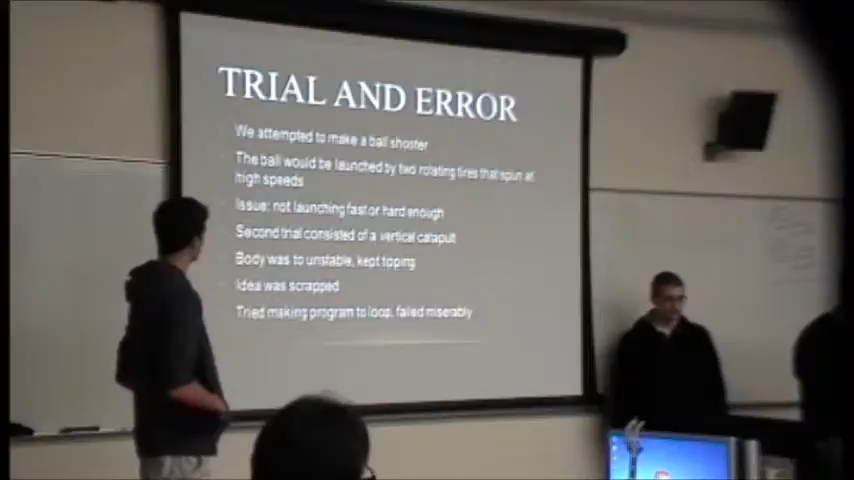 TRIAL AND ERROR
We attempted to make a ball shooter
The ball would be launched by two rotating tires that spun at
high speeds
Issue: not launching fast or hard enough
Second trial consisted of a vertical catapult
Body was to unstable, kept tipping
Idea was scrapped
Tried making program to loop, failed miserably